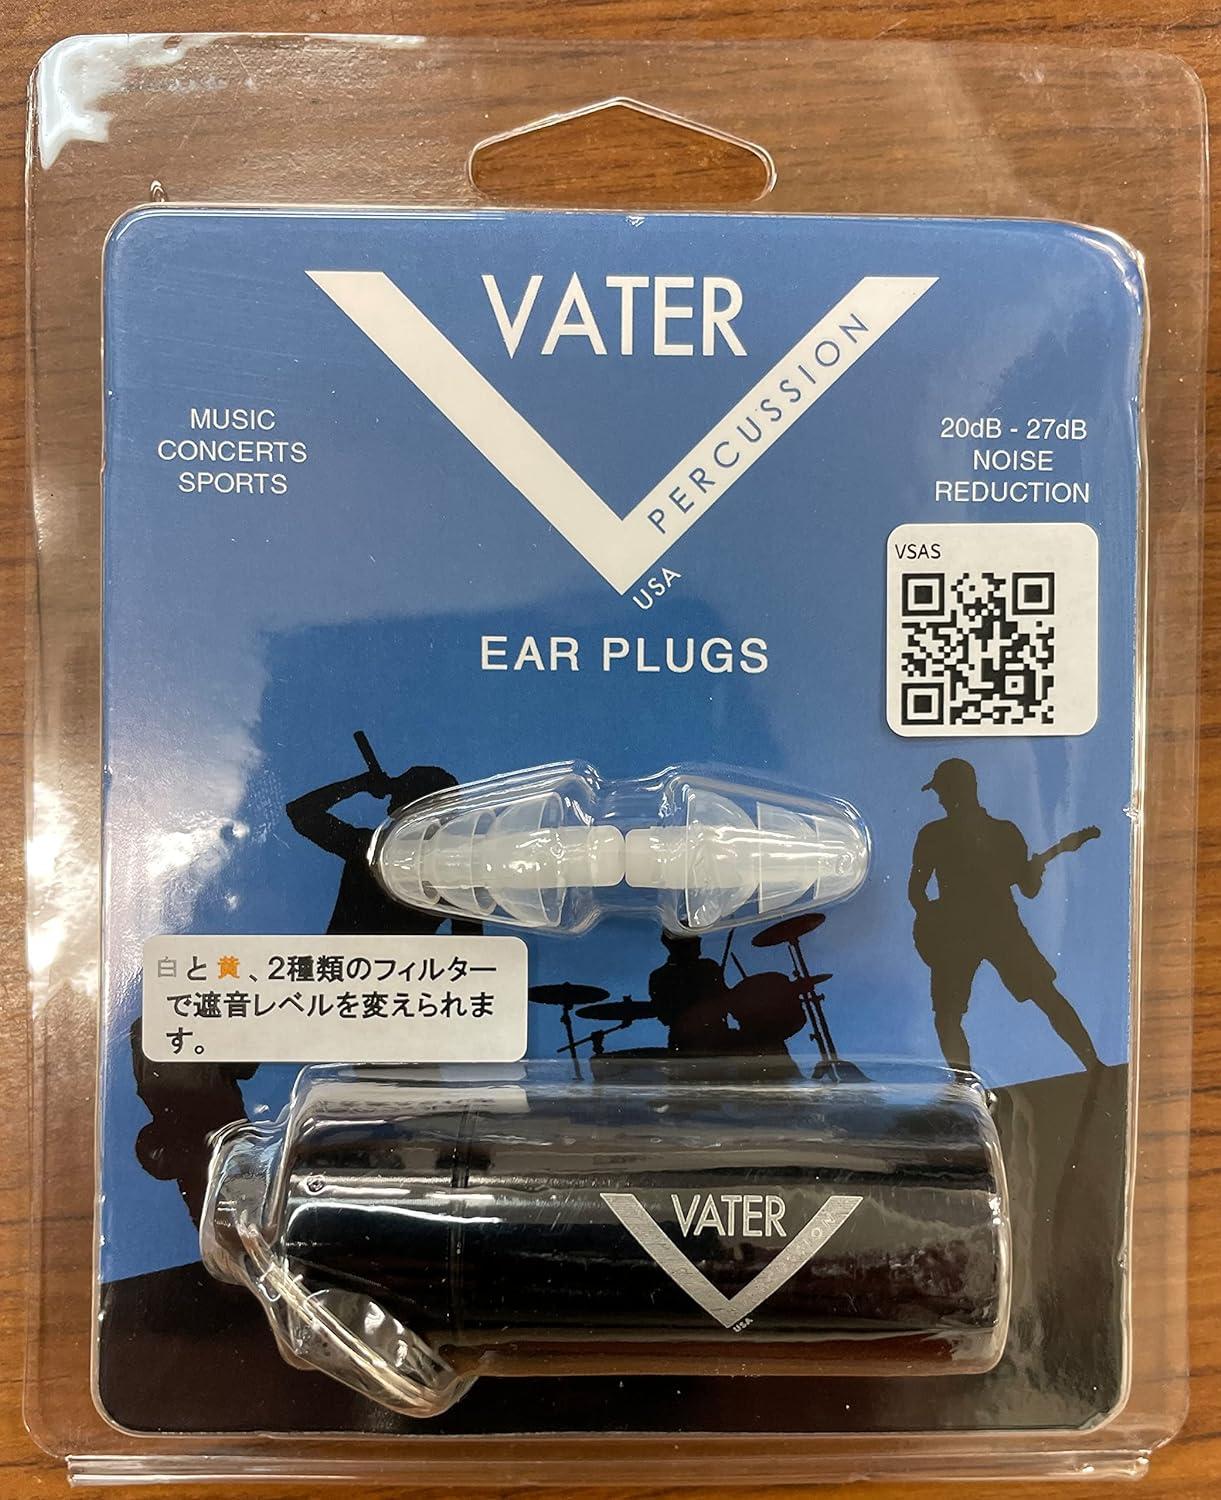 VATER
PERCUSSION
USA
MUSIC
CONCERTS
SPORTS
20dB - 27dB
NOISE
REDUCTION
VSAS
EAR PLUGS
白と黄、2種類のフィルター
で遮音レベルを変えられま
す。
VATER
USA